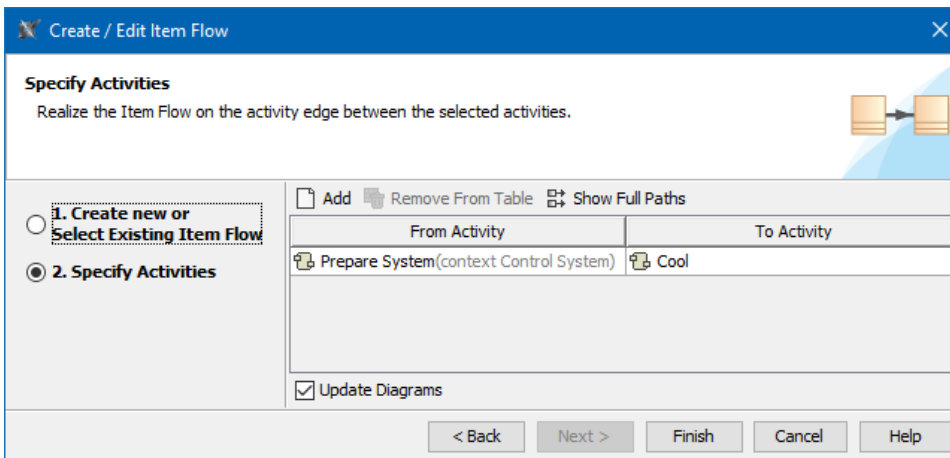 Create / Edit Item Flow
Specify Activities
Realize the Item Flow on the activity edge between the selected activities.
1. Create new or
Select Existing Item Flow
2. Specify Activities
Add Remove From Table Show Full Paths
From Activity To Activity
Prepare System(context Control System) Cool
Update Diagrams
< Back Next > Finish Cancel Help